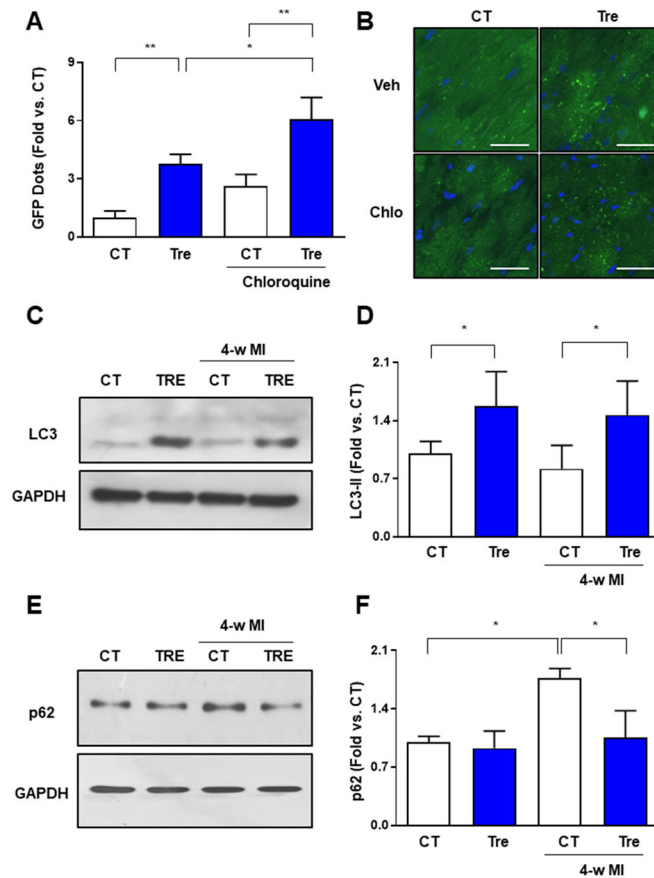 A
GFP Dots (Fold vs. CT)
9
6
3
0
**
*
**
CT Tre CT Tre
Chloroquine
B
CT Tre
Veh
Chlo
C
4-w MI
CT TRE CT TRE
LC3
GAPDH
D
LC3-II (Fold vs. CT)
2.1
1.4
0.7
0.0
*
*
CT Tre CT Tre
4-w MI
E
4-w MI
CT TRE CT TRE
p62
GAPDH
F
p62 (Fold vs. CT)
2.1
1.4
0.7
0.0
*
*
CT Tre CT Tre
4-w MI